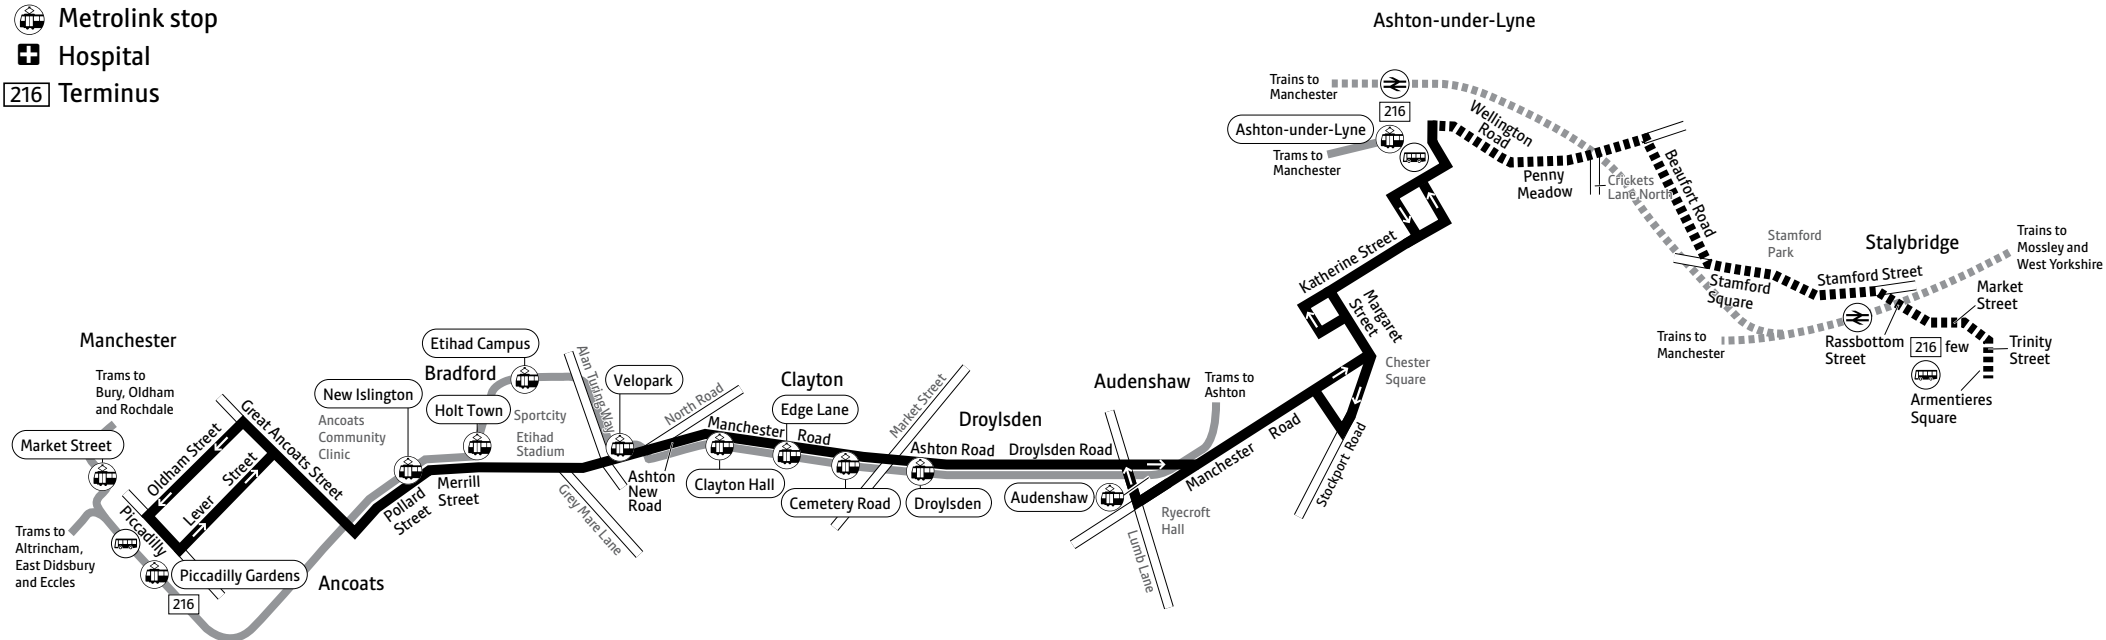 Metrolink stop
Hospital
216 Terminus
Ashton-under-Lyne
Trains to
Manchester
216
Ashton-under-Lyne
Trams to
Manchester
Wellington
Road
Penny
Meadow
Crickets
Lane North
Beaufort Road
Stamford
Park
Stalybridge
Trains to
Mossley and
West Yorkshire
Stamford
Square
Stamford Street
Market
Street
Trains to
Manchester
Rassbottom
Street
216 few
Trinity
Street
Armentieres
Square
Katherine Street
Margaret
Street
Chester
Square
Stockport Road
Manchester
Trams to
Bury, Oldham
and Rochdale
Market Street
Trams to
Altrincham,
East Didsbury
and Eccles
Oldham Street
Great Ancoats Street
Lever Street
Piccadilly
Piccadilly Gardens
216
Ancoats
New Islington
Ancoats
Community
Clinic
Pollard
Street
Merrill
Street
Etihad Campus
Bradford
Holt Town
Sportcity
Etihad
Stadium
Alan Turing Way
Grey Mare Lane
Velopark
North Road
Ashton
New
Road
Clayton
Edge Lane
Manchester Road
Clayton Hall
Cemetery Road
Market Street
Droylsden
Ashton Road
Droylsden Road
Droylsden
Audenshaw
Trams to
Ashton
Audenshaw
Manchester Road
Ryecroft
Hall
Lumb Lane